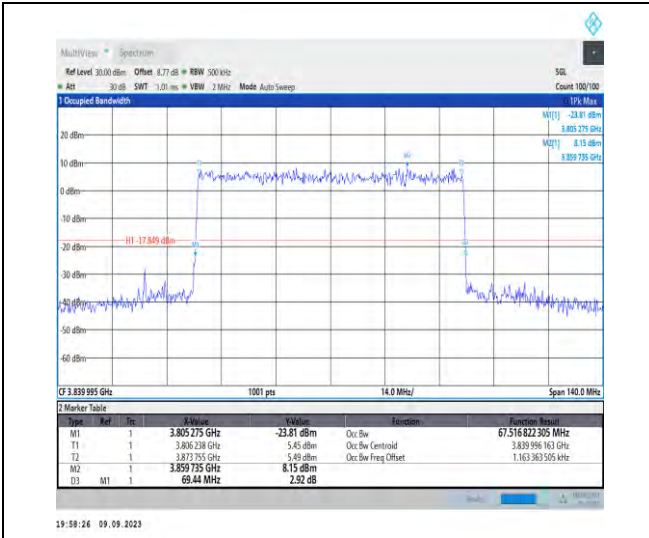 MultiView Spectrum
Ref Level 30.00 dBm Offset 8.77 dB RBW 500 kHz SGL
Att 30 dB SWT 1.01 ms VBW 2 MHz Mode Auto Sweep Count 100/100
1 Occupied Bandwidth 1Pk Max
M1[1] -23.81 dBm
3.805 275 GHz
M2[1] 8.15 dBm
3.859 735 GHz
20 dBm
10 dBm
0 dBm
-10 dBm
H1 -17.849 dBm
-20 dBm
-30 dBm
-40 dBm
-50 dBm
-60 dBm
CF 3.839 995 GHz 1001 pts 14.0 MHz/ Span 140.0 MHz
2 Marker Table
Type Ref Trc X-Value Y-Value Function Function Result
M1 1 3.805 275 GHz -23.81 dBm Occ Bw 67.516 822 305 MHz
T1 1 3.806 238 GHz 5.45 dBm Occ Bw Centroid 3.839 996 163 GHz
T2 1 3.873 755 GHz 5.49 dBm Occ Bw Freq Offset 1.163 363 505 kHz
M2 1 3.859 735 GHz 8.15 dBm
D3 M1 1 69.44 MHz 2.92 dB
19:58:26 09.09.2023